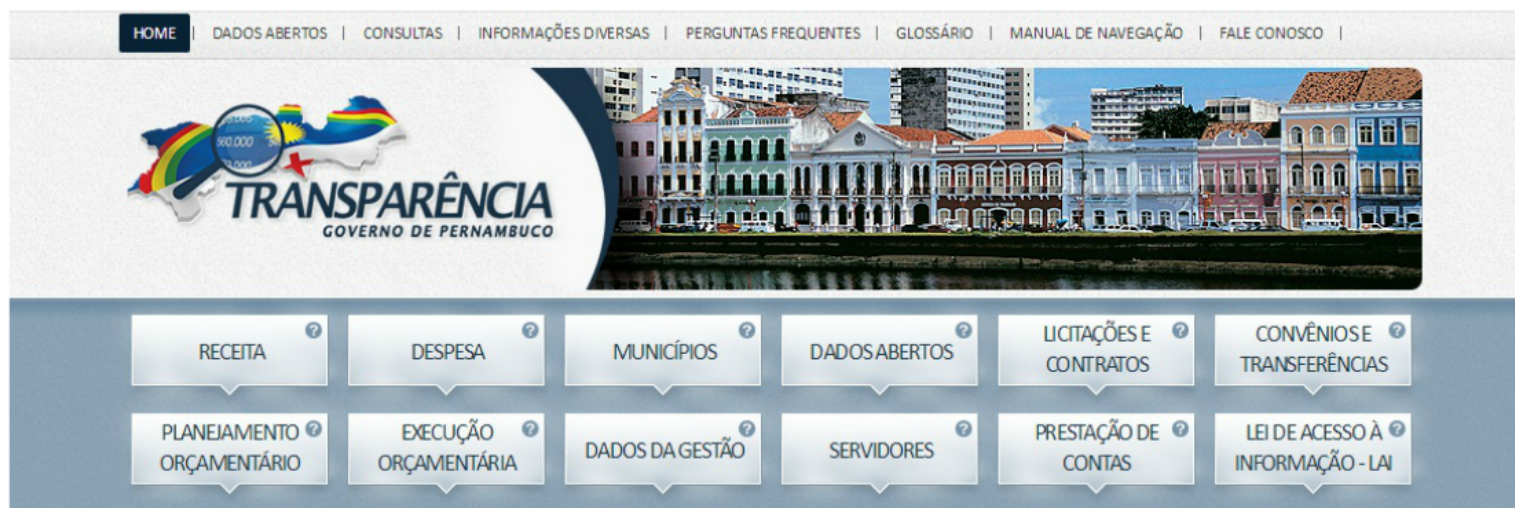 HOME | DADOS ABERTOS | CONSULTAS | INFORMAÇÕES DIVERSAS | PERGUNTAS FREQUENTES | GLOSSÁRIO | MANUAL DE NAVEGAÇÃO | FALE CONOSCO |
560.000
TRANSPARÊNCIA
GOVERNO DE PERNAMBUCO
RECEITA ?
DESPESA ?
MUNICÍPIOS ?
DADOS ABERTOS ?
LICITAÇÕES E ?
CONTRATOS
CONVÊNIOS E ?
TRANSFERÊNCIAS
PLANEJAMENTO ?
ORÇAMENTÁRIO
EXECUÇÃO ?
ORÇAMENTÁRIA
DADOS DA GESTÃO ?
SERVIDORES ?
PRESTAÇÃO DE ?
CONTAS
LEI DE ACESSO À ?
INFORMAÇÃO - LAI